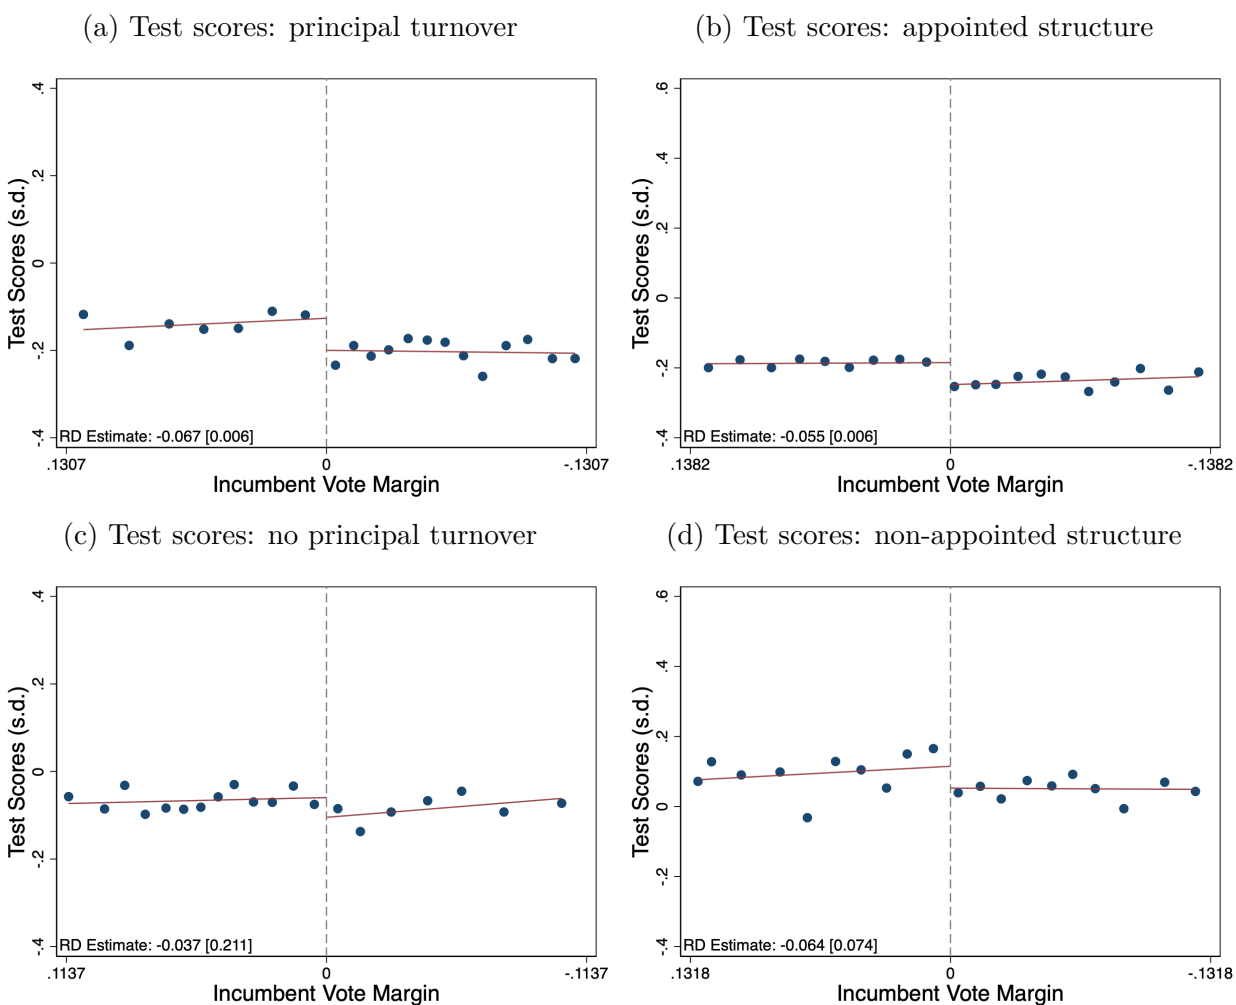 (a) Test scores: principal turnover
Test Scores (s.d.)
.4
.2
0
-.2
-.4
RD Estimate: -0.067 [0.006]
.1307 0 -.1307
Incumbent Vote Margin
(b) Test scores: appointed structure
Test Scores (s.d.)
.6
.4
.2
0
-.2
-.4
RD Estimate: -0.055 [0.006]
.1382 0 -.1382
Incumbent Vote Margin
(c) Test scores: no principal turnover
Test Scores (s.d.)
.4
.2
0
-.2
-.4
RD Estimate: -0.037 [0.211]
.1137 0 -.1137
Incumbent Vote Margin
(d) Test scores: non-appointed structure
Test Scores (s.d.)
.6
.4
.2
0
-.2
-.4
RD Estimate: -0.064 [0.074]
.1318 0 -.1318
Incumbent Vote Margin